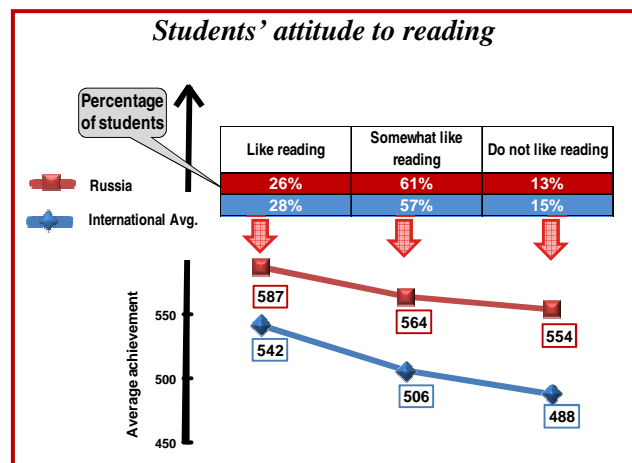 Students' attitude to reading
Percentage
of students
Like reading
Somewhat like
reading
Do not like reading
Russia
26%
61%
13%
International Avg.
28%
57%
15%
587
564
554
542
506
488
Average achievement
550
500
450